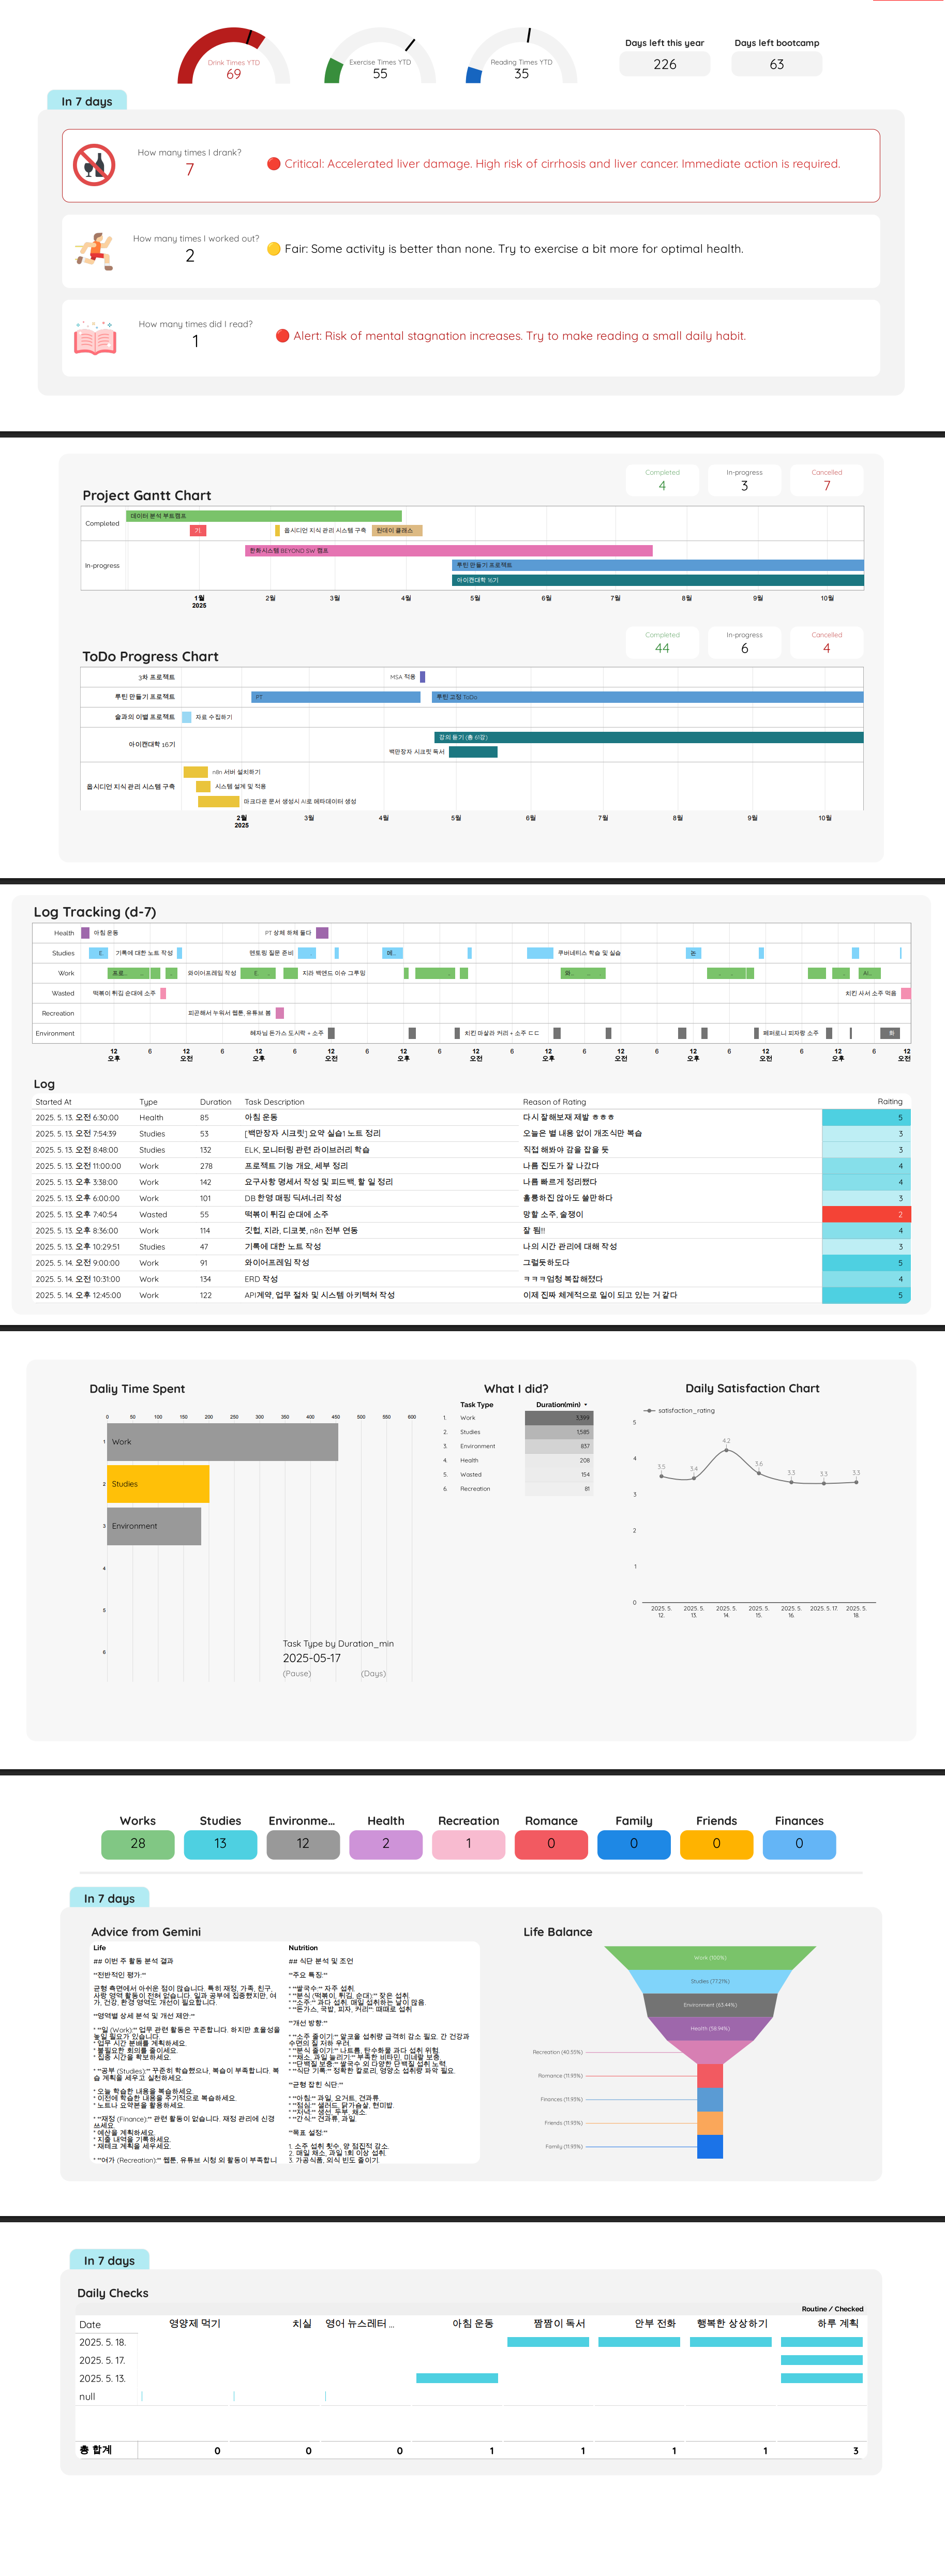 Drink Times YTD
69
Exercise Times YTD
55
Reading Times YTD
35
Days left this year
226
Days left bootcamp
63
In 7 days
How many times I drank?
7
🔴 Critical: Accelerated liver damage. High risk of cirrhosis and liver cancer. Immediate action is required.
How many times I worked out?
2
🟡 Fair: Some activity is better than none. Try to exercise a bit more for optimal health.
How many times did I read?
1
🔴 Alert: Risk of mental stagnation increases. Try to make reading a small daily habit.
Project Gantt Chart
Completed
4
In-progress
3
Cancelled
7
Completed
데이터 분석 부트캠프
기
옵시디언 지식 관리 시스템 구축
원데이 클래스
In-progress
한화시스템 BEYOND SW 캠프
루틴 만들기 프로젝트
아이캔대학 16기
1월 2월 3월 4월 5월 6월 7월 8월 9월 10월
2025
ToDo Progress Chart
Completed
44
In-progress
6
Cancelled
4
3차 프로젝트
MSA 적용
루틴 만들기 프로젝트
PT
루틴 고정 ToDo
술과의 이별 프로젝트
자료 수집하기
아이캔대학 16기
강의 듣기 (총 61강)
백만장자 시크릿 독서
옵시디언 지식 관리 시스템 구축
n8n 서버 설치하기
시스템 설계 및 적용
마크다운 문서 생성시 AI로 메타데이터 생성
2월 3월 4월 5월 6월 7월 8월 9월 10월
2025
Log Tracking (d-7)
Health 아침 운동 PT 상체 하체 둘다
Studies E.. 기록에 대한 노트 작성 멘토링 질문 준비 메.. 쿠버네티스 학습 및 실습 논
Work 프로.. 와이어프레임 작성 E.. 지라 백엔드 이슈 그루핑 와.. AI..
Wasted 떡볶이 튀김 순대에 소주 치킨 사서 소주 먹음
Recreation 피곤해서 누워서 웹툰, 유튜브 봄
Environment 혜자님 돈가스 도시락 + 소주 치킨 마살라 커리 + 소주 ㄷㄷ 페퍼로니 피자랑 소주
12 6 12 6 12 6 12 6 12 6 12 6 12 6 12 6 12 6 12 6 12 6 12
오후 오전 오후 오전 오후 오전 오후 오전 오후 오전 오후 오전
Log
Started At Type Duration Task Description Reason of Rating Raiting
2025. 5. 13. 오전 6:30:00 Health 85 아침 운동 다시 잘해보재 제발 ㅎㅎㅎ 5
2025. 5. 13. 오전 7:54:39 Studies 53 [백만장자 시크릿] 요약 실습1 노트 정리 오늘은 별 내용 없이 개조식만 복습 3
2025. 5. 13. 오전 8:48:00 Studies 132 ELK, 모니터링 관련 라이브러리 학습 직접 해봐야 감을 잡을 듯 3
2025. 5. 13. 오전 11:00:00 Work 278 프로젝트 기능 개요, 세부 정리 나름 진도가 잘 나갔다 4
2025. 5. 13. 오후 3:38:00 Work 142 요구사항 명세서 작성 및 피드백, 할 일 정리 나름 빠르게 정리됐다 4
2025. 5. 13. 오후 6:00:00 Work 101 DB 한영 매핑 딕셔너리 작성 훌륭하진 않아도 쓸만하다 3
2025. 5. 13. 오후 7:40:54 Wasted 55 떡볶이 튀김 순대에 소주 망할 소주, 술쟁이 2
2025. 5. 13. 오후 8:36:00 Work 114 깃헙, 지라, 디코봇, n8n 전부 연동 잘 됨!! 4
2025. 5. 13. 오후 10:29:51 Studies 47 기록에 대한 노트 작성 나의 시간 관리에 대해 작성 3
2025. 5. 14. 오전 9:00:00 Work 91 와이어프레임 작성 그럴듯하도다 5
2025. 5. 14. 오전 10:31:00 Work 134 ERD 작성 ㅋㅋㅋ엄청 복잡해졌다 4
2025. 5. 14. 오후 12:45:00 Work 122 API계약, 업무 절차 및 시스템 아키텍쳐 작성 이제 진짜 체계적으로 일이 되고 있는 거 같다 5
Daliy Time Spent
0 50 100 150 200 250 300 350 400 450 500 550 600
1 Work
2 Studies
3 Environment
4
5
6
Task Type by Duration_min
2025-05-17
(Pause) (Days)
What I did?
Task Type Duration(min)
1. Work 3,399
2. Studies 1,585
3. Environment 837
4. Health 208
5. Wasted 154
6. Recreation 81
Daily Satisfaction Chart
satisfaction_rating
5
4
3
2
1
0
3.5 3.4 4.2 3.6 3.3 3.3 3.3
2025. 5. 12. 2025. 5. 13. 2025. 5. 14. 2025. 5. 15. 2025. 5. 16. 2025. 5. 17. 2025. 5. 18.
Works Studies Environme... Health Recreation Romance Family Friends Finances
28 13 12 2 1 0 0 0 0
In 7 days
Advice from Gemini
Life
## 이번 주 활동 분석 결과
**전반적인 평가:**
균형 측면에서 아쉬운 점이 많습니다. 특히 재정, 가족, 친구,
사랑 영역 활동이 전혀 없습니다. 일과 공부에 집중했지만, 여
가, 건강, 환경 영역도 개선이 필요합니다.
**영역별 상세 분석 및 개선 제안:**
* **일 (Work):** 업무 관련 활동은 꾸준합니다. 하지만 효율성을
높일 필요가 있습니다.
* 업무 시간 분배를 계획하세요.
* 불필요한 회의를 줄이세요.
* 집중 시간을 확보하세요.
* **공부 (Studies):** 꾸준히 학습했으나, 복습이 부족합니다. 복
습 계획을 세우고 실천하세요.
* 오늘 학습한 내용을 복습하세요.
* 이전에 학습한 내용을 주기적으로 복습하세요.
* 노트나 요약본을 활용하세요.
* **재정 (Finance):** 관련 활동이 없습니다. 재정 관리에 신경
쓰세요.
* 예산을 계획하세요.
* 지출 내역을 기록하세요.
* 재테크 계획을 세우세요.
* **여가 (Recreation):** 웹툰, 유튜브 시청 외 활동이 부족합니
Nutrition
## 식단 분석 및 조언
**주요 특징:**
* **쌀국수:** 자주 섭취.
* **분식 (떡볶이, 튀김, 순대):** 잦은 섭취.
* **소주:** 과다 섭취, 매일 섭취하는 날이 많음.
* **돈가스, 국밥, 피자, 커리:** 때때로 섭취.
**개선 방향:**
* **소주 줄이기:** 알코올 섭취량 급격히 감소 필요. 간 건강과
수면의 질 저하 우려.
* **분식 줄이기:** 나트륨, 탄수화물 과다 섭취 위험.
* **채소, 과일 늘리기:** 부족한 비타민, 미네랄 보충.
* **단백질 보충:** 쌀국수 외 다양한 단백질 섭취 노력.
* **식단 기록:** 정확한 칼로리, 영양소 섭취량 파악 필요.
**균형 잡힌 식단:**
* **아침:** 과일, 요거트, 견과류.
* **점심:** 샐러드, 닭가슴살, 현미밥.
* **저녁:** 생선, 두부, 채소.
* **간식:** 견과류, 과일.
**목표 설정:**
1. 소주 섭취 횟수, 양 점진적 감소.
2. 매일 채소, 과일 1회 이상 섭취.
3. 가공식품, 외식 빈도 줄이기.
Life Balance
Work (100%)
Studies (77.21%)
Environment (63.44%)
Health (58.94%)
Recreation (40.55%)
Romance (11.93%)
Finances (11.93%)
Friends (11.93%)
Family (11.93%)
In 7 days
Daily Checks
Routine / Checked
Date 영양제 먹기 치실 영어 뉴스레터 ... 아침 운동 짬짬이 독서 안부 전화 행복한 상상하기 하루 계획
2025. 5. 18.
2025. 5. 17.
2025. 5. 13.
null
총 합계 0 0 0 1 1 1 1 3